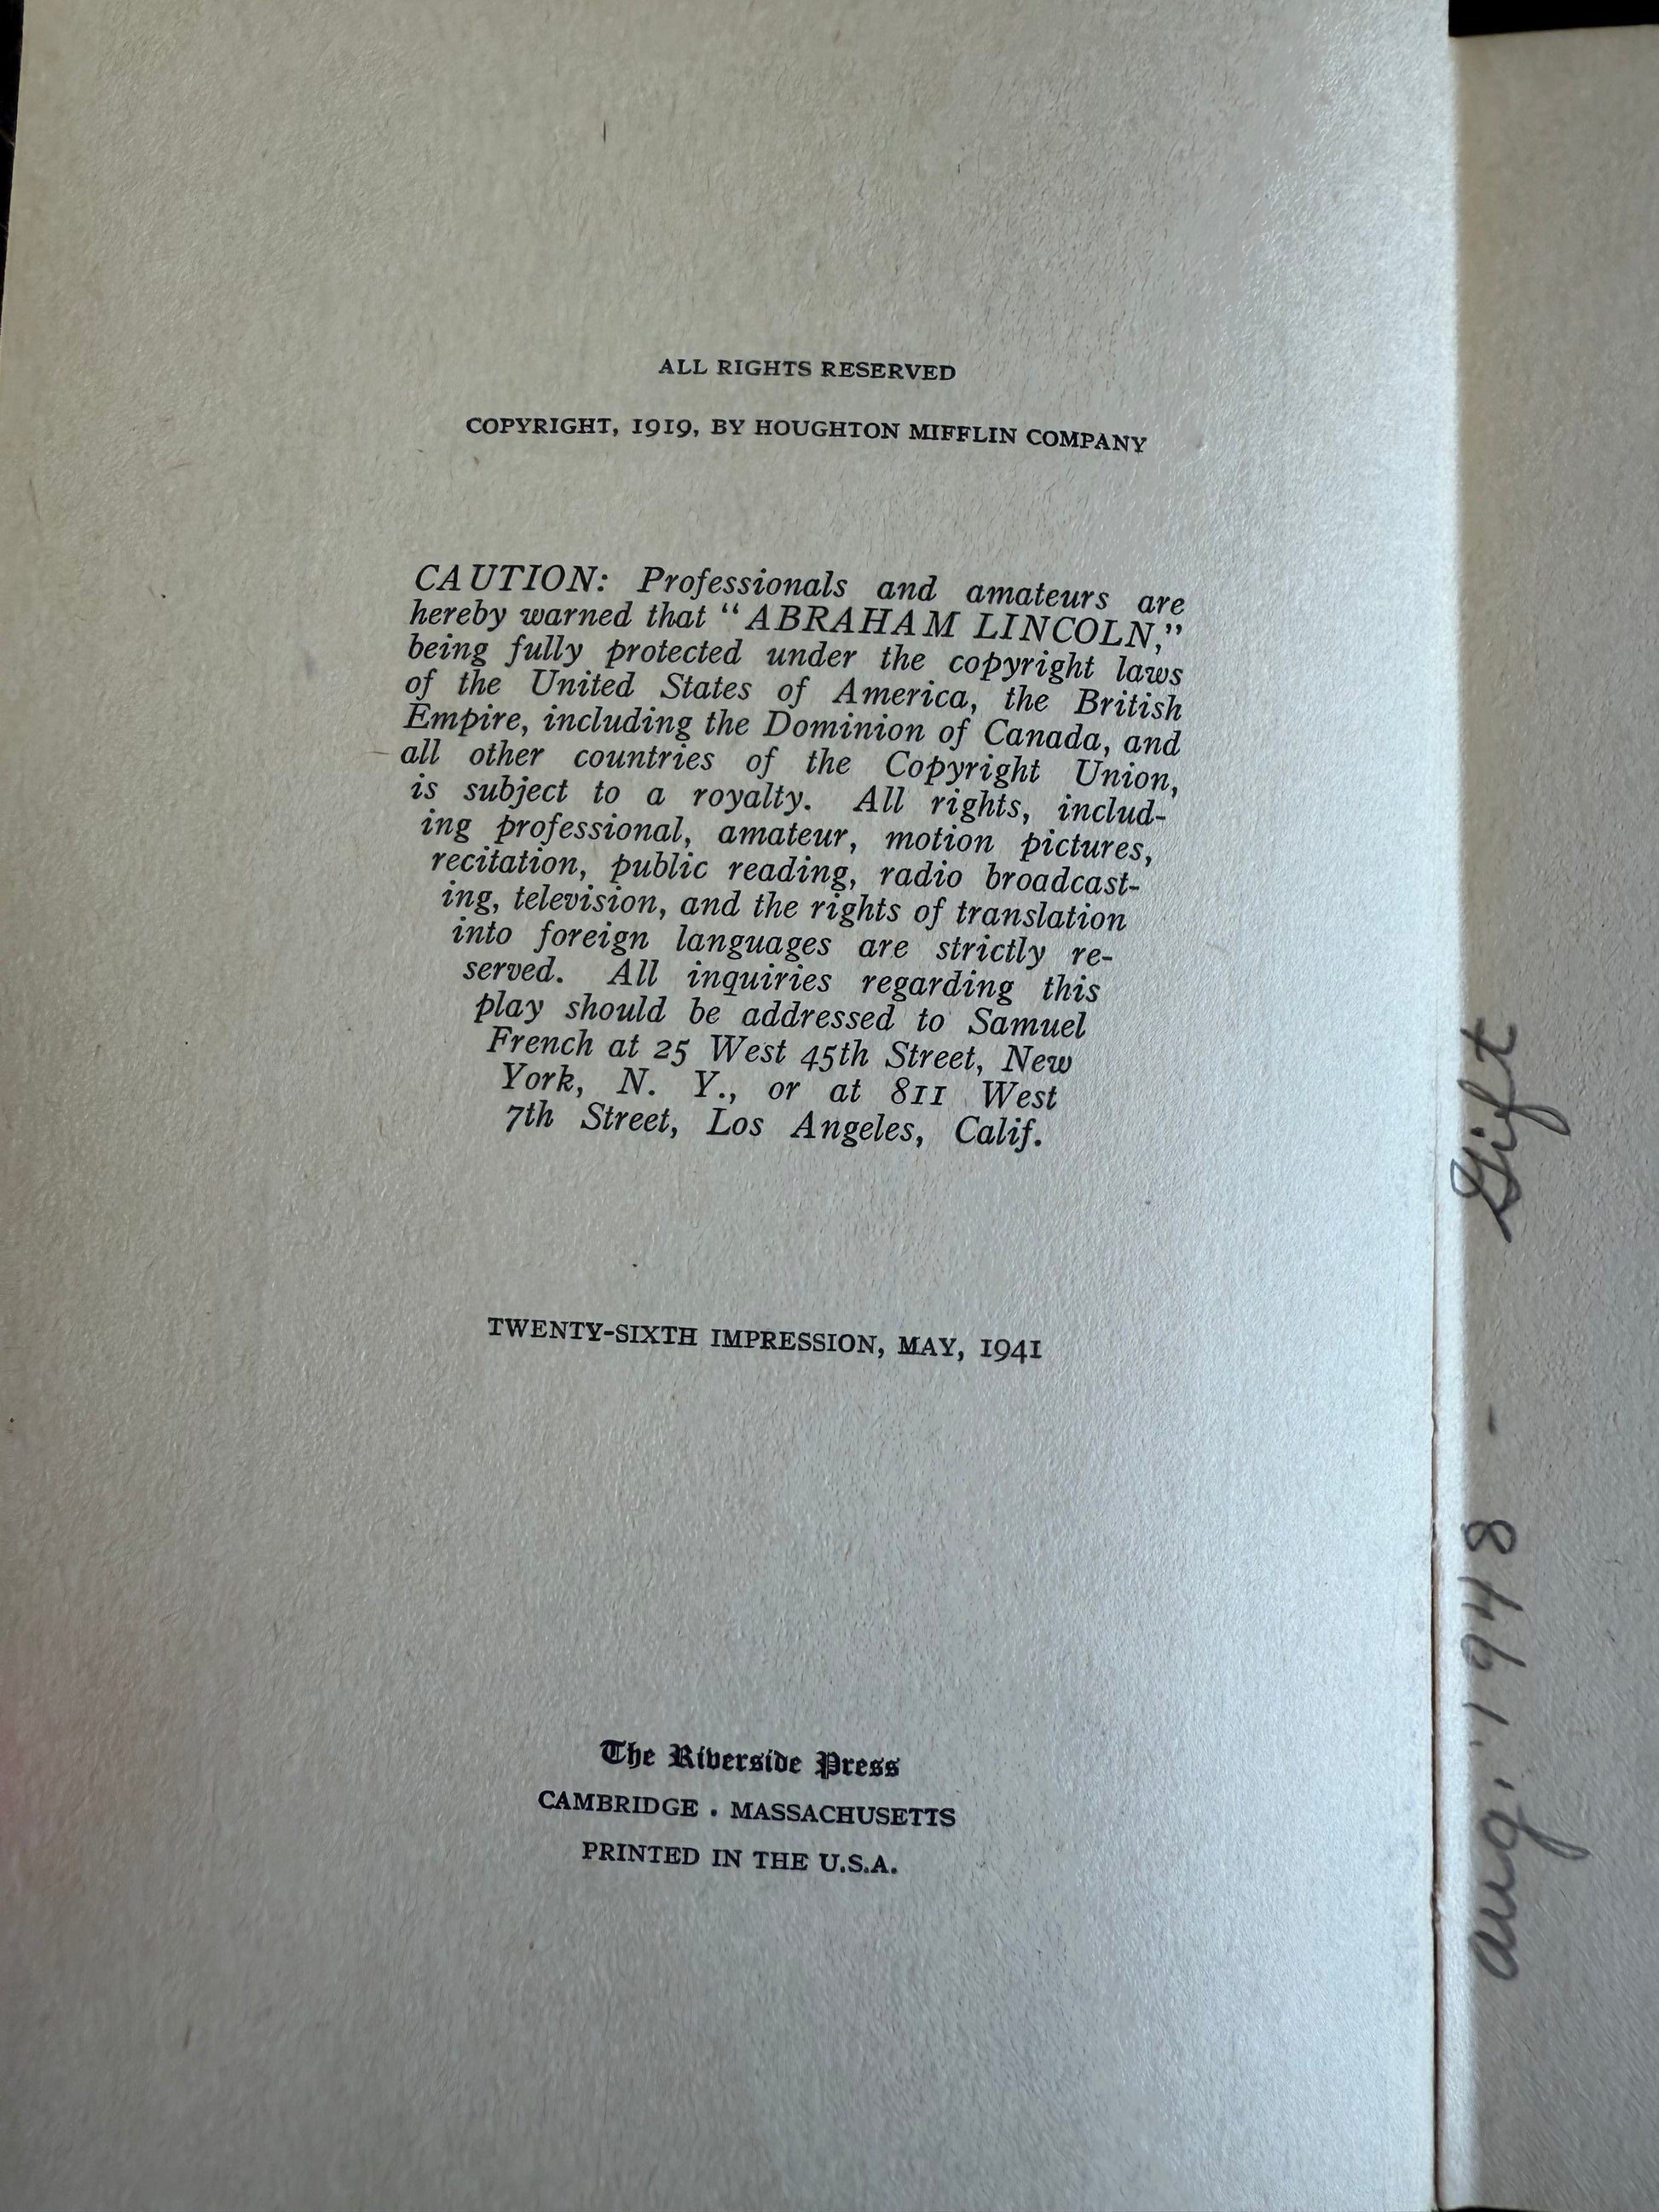 ALL RIGHTS RESERVED
COPYRIGHT, 1919, BY HOUGHTON MIFFLIN COMPANY
CAUTION: Professionals and amateurs are
hereby warned that “ABRAHAM LINCOLN,”
being fully protected under the copyright laws
of the United States of America, the British
Empire, including the Dominion of Canada, and
all other countries of the Copyright Union,
is subject to a royalty. All rights, includ-
ing professional, amateur, motion pictures,
recitation, public reading, radio broadcast-
ing, television, and the rights of translation
into foreign languages are strictly re-
served. All inquiries regarding this
play should be addressed to Samuel
French at 25 West 45th Street, New
York, N. Y., or at 811 West
7th Street, Los Angeles, Calif.
TWENTY-SIXTH IMPRESSION, MAY, 1941
The Riverside Press
CAMBRIDGE . MASSACHUSETTS
PRINTED IN THE U.S.A.
Aug. '1948 - Gift